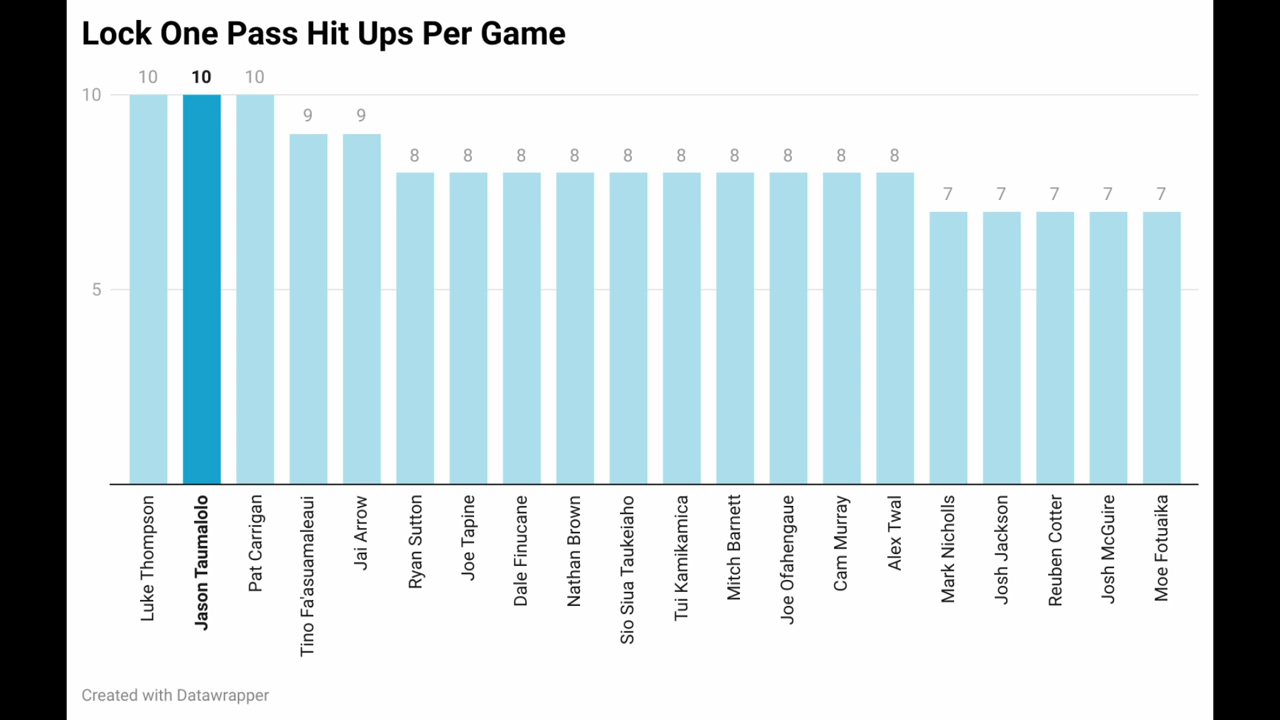 Lock One Pass Hit Ups Per Game
10 10 10 9 9 8 8 8 8 8 8 8 8 8 8 7 7 7 7 7
10
5
Luke Thompson
Jason Taumalolo
Pat Carrigan
Tino Fa'asuamaleaui
Jai Arrow
Ryan Sutton
Joe Tapine
Dale Finucane
Nathan Brown
Sio Siua Taukeiaho
Tui Kamikamica
Mitch Barnett
Joe Ofahengaue
Cam Murray
Alex Twal
Mark Nicholls
Josh Jackson
Reuben Cotter
Josh McGuire
Moe Fotuaika
Created with Datawrapper